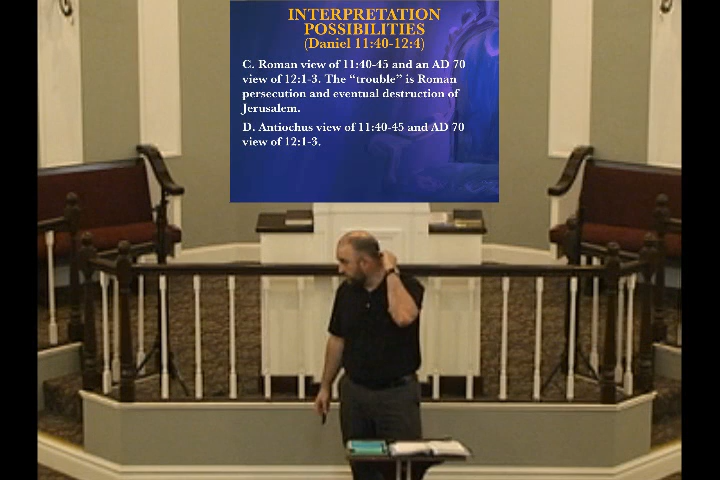 INTERPRETATION
POSSIBILITIES
(Daniel 11:40-12:4)
C. Roman view of 11:40-45 and an AD 70
view of 12:1-3. The “trouble” is Roman
persecution and eventual destruction of
Jerusalem.
D. Antiochus view of 11:40-45 and AD 70
view of 12:1-3.